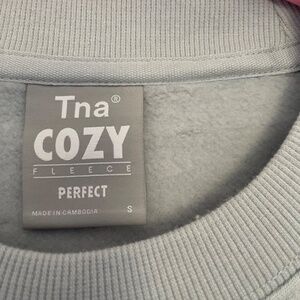 Tna®
COZY
FLEECE
PERFECT
MADE IN CAMBODIA S